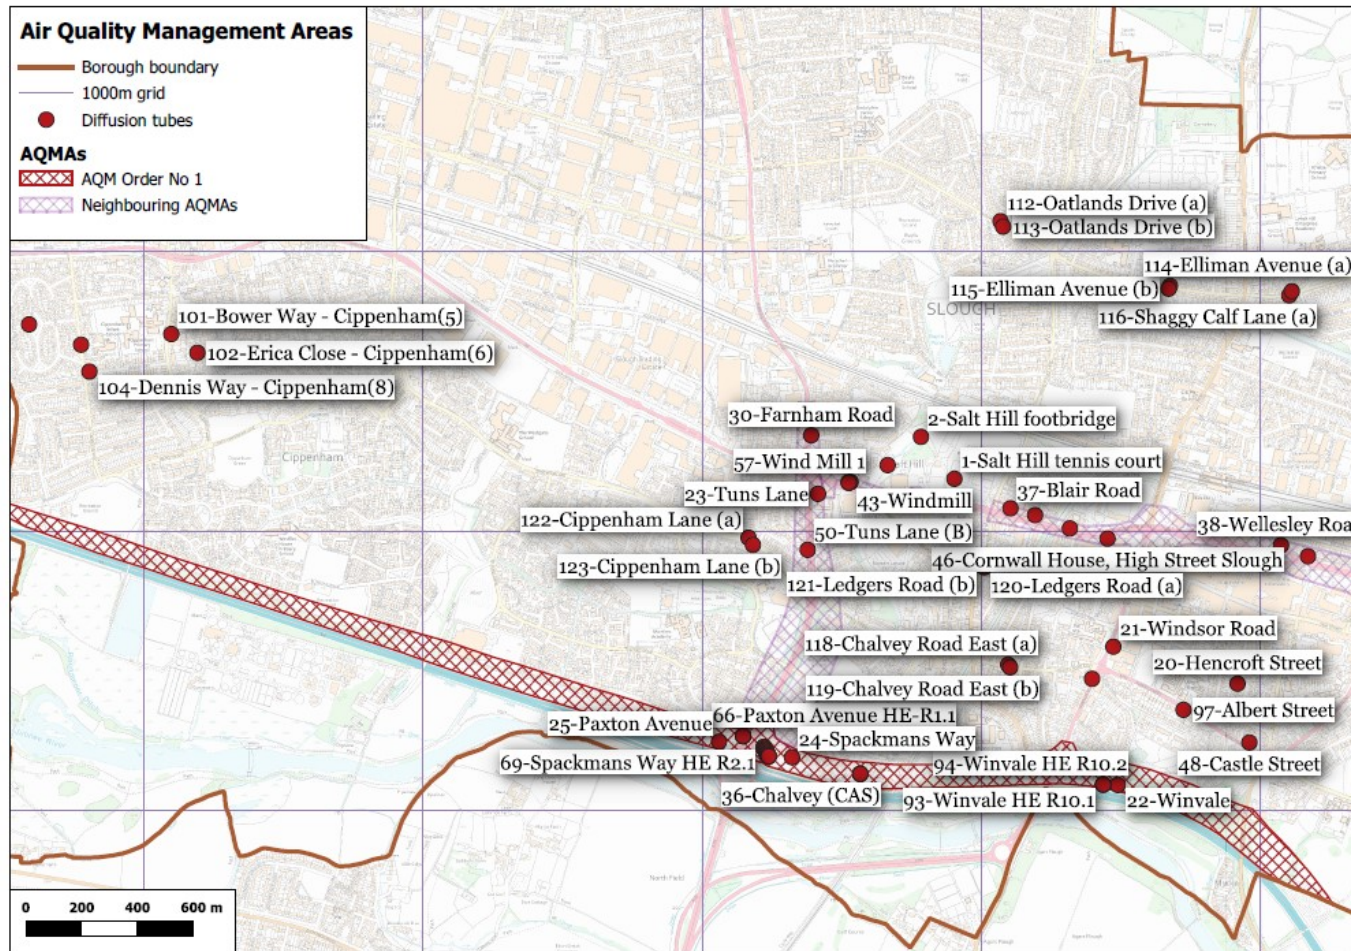 Air Quality Management Areas
Borough boundary
1000m grid
Diffusion tubes
AQMAs
AQM Order No 1
Neighbouring AQMAs
112-Oatlands Drive (a)
113-Oatlands Drive (b)
114-Elliman Avenue (a)
115-Elliman Avenue (b)
SLOUCH
116-Shaggy Calf Lane (a)
101-Bower Way - Cippenham(5)
102-Erica Close - Cippenham(6)
104-Dennis Way - Cippenham(8)
30-Farnham Road
2-Salt Hill footbridge
Cippenham
57-Wind Mill 1
1-Salt Hill tennis court
23-Tuns Lane
43-Windmill
37-Blair Road
122-Cippenham Lane (a)
50-Tuns Lane (B)
38-Wellesley Roa
123-Cippenham Lane (b)
46-Cornwall House, High Street Slough
121-Ledgers Road (b)
120-Ledgers Road (a)
21-Windsor Road
118-Chalvey Road East (a)
20-Hencroft Street
119-Chalvey Road East (b)
97-Albert Street
66-Paxton Avenue HE-R1.1
25-Paxton Avenue
24-Spackmans Way
69-Spackmans Way HE R2.1
94-Winvale HE R10.2
48-Castle Street
36-Chalvey (CAS)
93-Winvale HE R10.1
22-Winvale
North Field
0 200 400 600 m